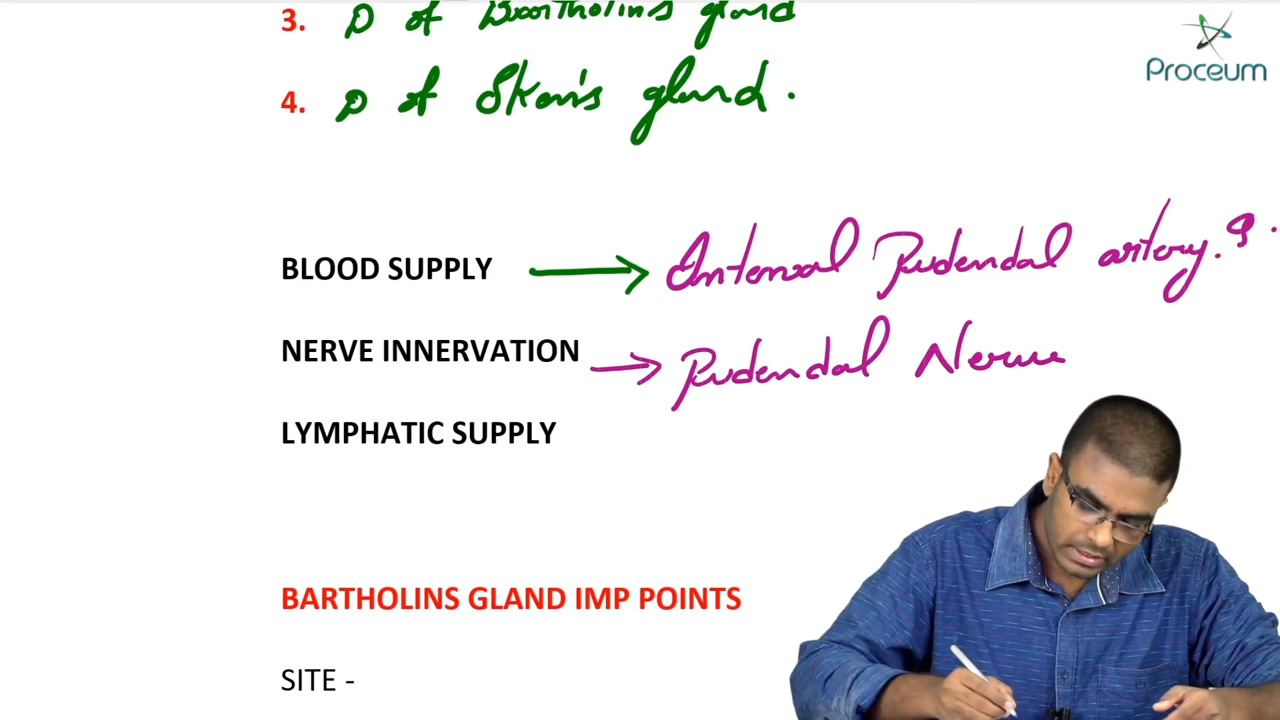 3. D of Bartholins gland
4. D of Sken's gland.
Proceum
BLOOD SUPPLY → Internal Pudendal artery.
NERVE INNERVATION → Pudendal Nerve
LYMPHATIC SUPPLY
BARTHOLINS GLAND IMP POINTS
SITE -